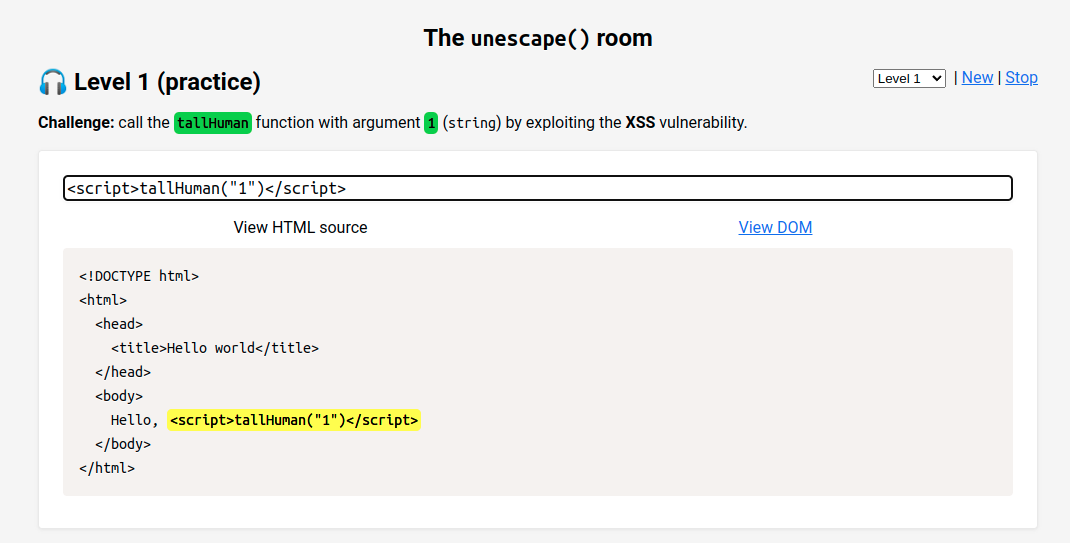 The unescape() room
🎧 Level 1 (practice)
Level 1 | New | Stop
Challenge: call the tallHuman function with argument 1 (string) by exploiting the XSS vulnerability.
<script>tallHuman("1")</script>
View HTML source
View DOM
<!DOCTYPE html>
<html>
  <head>
    <title>Hello world</title>
  </head>
  <body>
    Hello, <script>tallHuman("1")</script>
  </body>
</html>